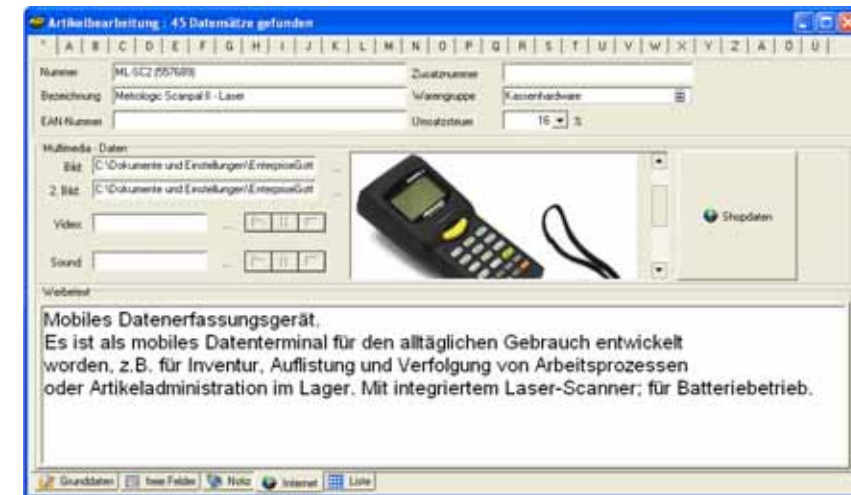 Artikelbearbeitung : 45 Datensätze gefunden
* A B C D E F G H I J K L M N O P Q R S T U V W X Y Z Ä Ö Ü
Nummer ML-SC2 (557689) Zusatznummer
Bezeichnung Metrologic Scanpal II - Laser Warengruppe Kassenhardware
EAN-Nummer Umsatzsteuer 16 %
Multimedia - Daten
Bild C:\Dokumente und Einstellungen\EnterpriseGott ...
2. Bild C:\Dokumente und Einstellungen\EnterpriseGott ...
Shopdaten
Video ...
Sound ...
Werbetext
Mobiles Datenerfassungsgerät.
Es ist als mobiles Datenterminal für den alltäglichen Gebrauch entwickelt
worden, z.B. für Inventur, Auflistung und Verfolgung von Arbeitsprozessen
oder Artikeladministration im Lager. Mit integriertem Laser-Scanner; für Batteriebetrieb.
Grunddaten freie Felder Notiz Internet Liste